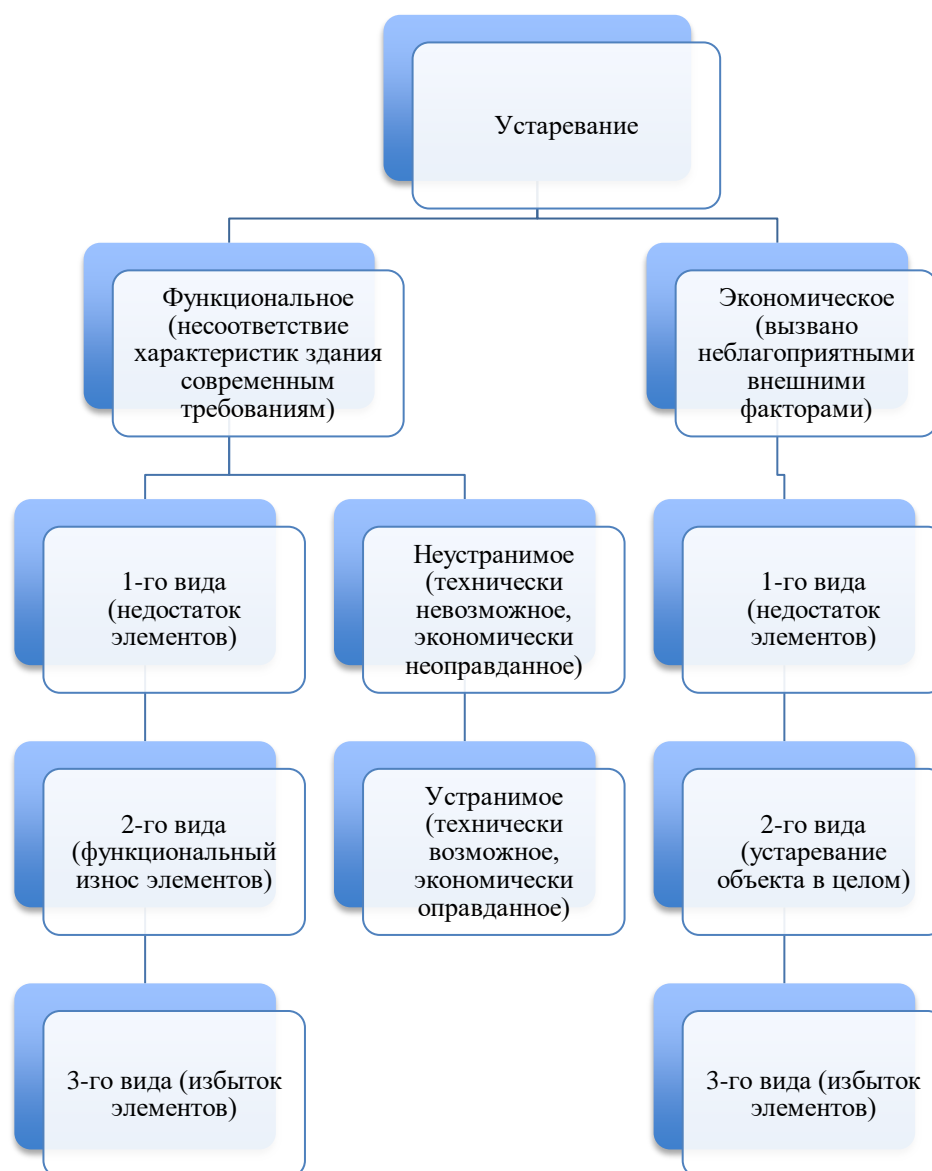 Устаревание
Функциональное
(несоответствие
характеристик здания
современным
требованиям)
Экономическое
(вызвано
неблагоприятными
внешними
факторами)
1-го вида
(недостаток
элементов)
Неустранимое
(технически
невозможное,
экономически
неоправданное)
1-го вида
(недостаток
элементов)
2-го вида
(функциональный
износ элементов)
Устранимое
(технически
возможное,
экономически
оправданное)
2-го вида
(устаревание
объекта в целом)
3-го вида (избыток
элементов)
3-го вида (избыток
элементов)